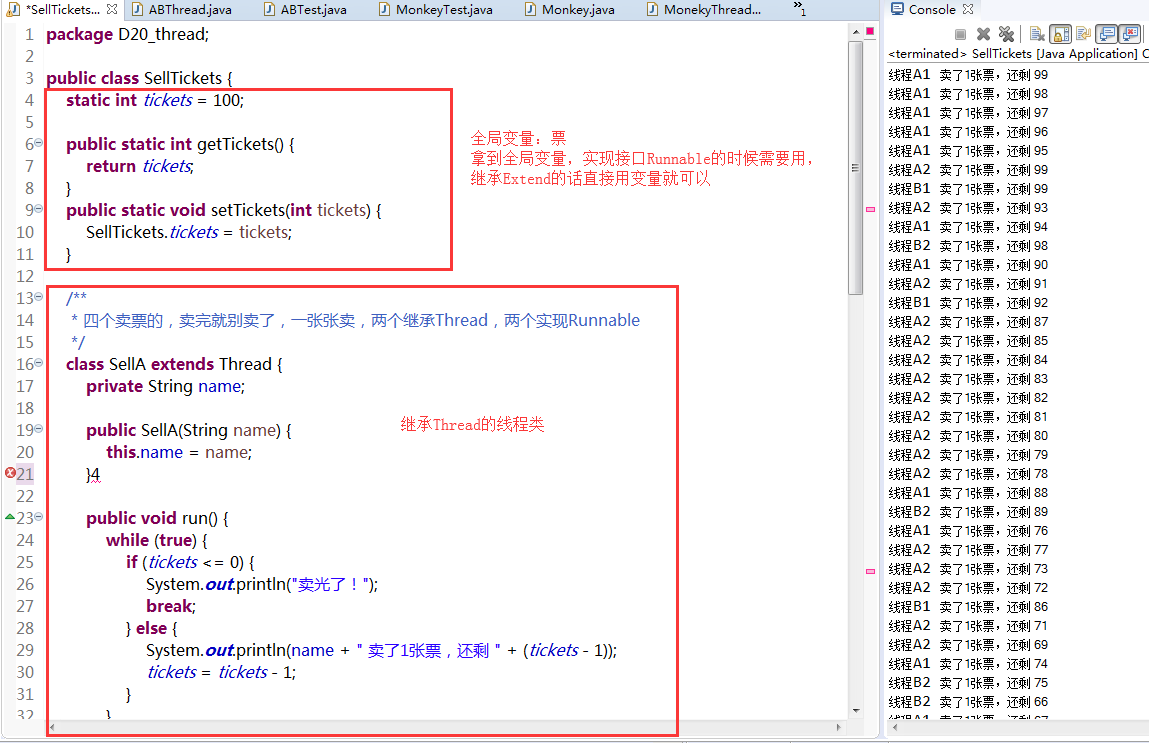 *SellTickets... ABThread.java ABTest.java MonkeyTest.java Monkey.java MonekyThread... »1
1 package D20_thread;
2
3 public class SellTickets {
4 static int tickets = 100;
5
6 public static int getTickets() {
7 return tickets;
8 }
9 public static void setTickets(int tickets) {
10 SellTickets.tickets = tickets;
11 }
12
13 /**
14 * 四个卖票的，卖完就别卖了，一张张卖，两个继承Thread，两个实现Runnable
15 */
16 class SellA extends Thread {
17 private String name;
18
19 public SellA(String name) {
20 this.name = name;
21 }4
22
23 public void run() {
24 while (true) {
25 if (tickets <= 0) {
26 System.out.println("卖光了！");
27 break;
28 } else {
29 System.out.println(name + " 卖了1张票，还剩 " + (tickets - 1));
30 tickets = tickets - 1;
31 }
32 }
全局变量：票
拿到全局变量，实现接口Runnable的时候需要用，
继承Extend的话直接用变量就可以
继承Thread的线程类
Console
<terminated> SellTickets [Java Application] C
线程A1 卖了1张票，还剩 99
线程A1 卖了1张票，还剩 98
线程A1 卖了1张票，还剩 97
线程A1 卖了1张票，还剩 96
线程A1 卖了1张票，还剩 95
线程A2 卖了1张票，还剩 99
线程B1 卖了1张票，还剩 99
线程A2 卖了1张票，还剩 93
线程A1 卖了1张票，还剩 94
线程B2 卖了1张票，还剩 98
线程A1 卖了1张票，还剩 90
线程A2 卖了1张票，还剩 91
线程B1 卖了1张票，还剩 92
线程A2 卖了1张票，还剩 87
线程A2 卖了1张票，还剩 85
线程A2 卖了1张票，还剩 84
线程A2 卖了1张票，还剩 83
线程A2 卖了1张票，还剩 82
线程A2 卖了1张票，还剩 81
线程A2 卖了1张票，还剩 80
线程A2 卖了1张票，还剩 79
线程A2 卖了1张票，还剩 78
线程A1 卖了1张票，还剩 88
线程B2 卖了1张票，还剩 89
线程A1 卖了1张票，还剩 76
线程A2 卖了1张票，还剩 77
线程A2 卖了1张票，还剩 73
线程A2 卖了1张票，还剩 72
线程B1 卖了1张票，还剩 86
线程A2 卖了1张票，还剩 71
线程A2 卖了1张票，还剩 69
线程A1 卖了1张票，还剩 74
线程B2 卖了1张票，还剩 75
线程B2 卖了1张票，还剩 66
线程A1 卖了1张票，还剩 67